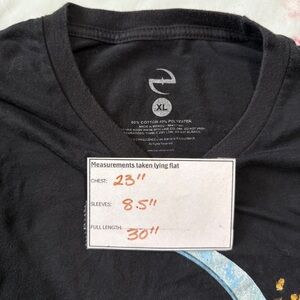 XL
60% COTTON 40% POLYESTER
Measurements taken lying flat
CHEST: 23"
SLEEVES: 8.5"
FULL LENGTH: 30"